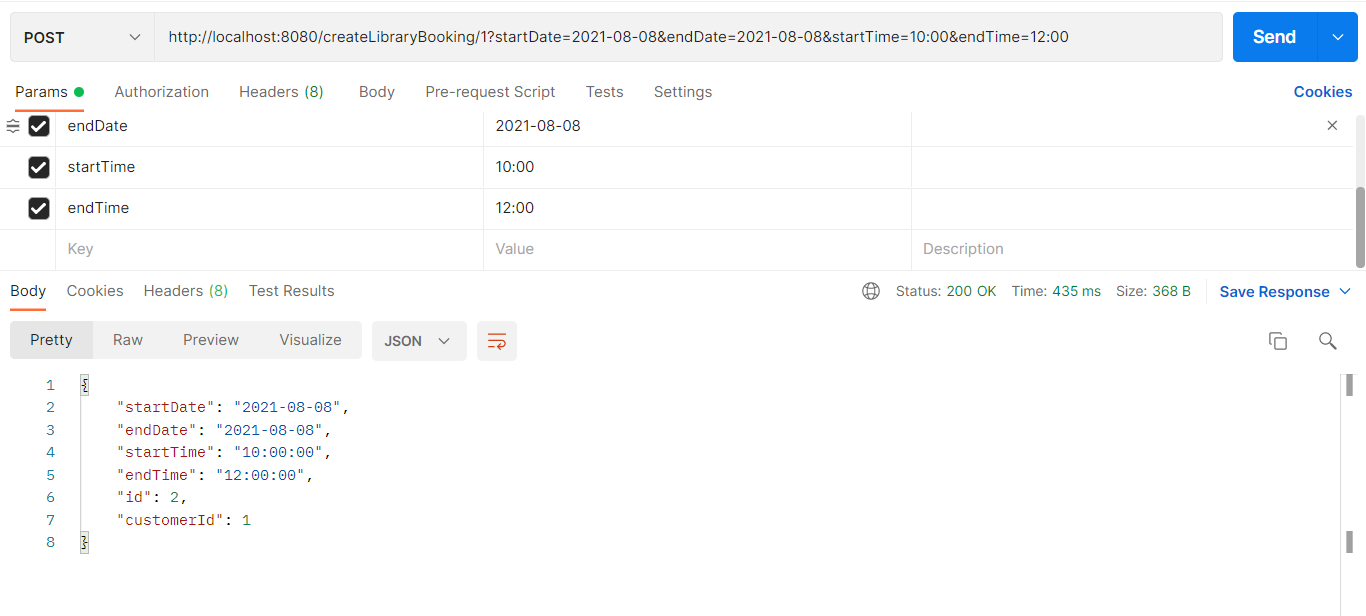 POST http://localhost:8080/createLibraryBooking/1?startDate=2021-08-08&endDate=2021-08-08&startTime=10:00&endTime=12:00 Send
Params Authorization Headers (8) Body Pre-request Script Tests Settings Cookies
endDate 2021-08-08
startTime 10:00
endTime 12:00
Key Value Description
Body Cookies Headers (8) Test Results Status: 200 OK Time: 435 ms Size: 368 B Save Response
Pretty Raw Preview Visualize JSON
1 {
2 "startDate": "2021-08-08",
3 "endDate": "2021-08-08",
4 "startTime": "10:00:00",
5 "endTime": "12:00:00",
6 "id": 2,
7 "customerId": 1
8 }